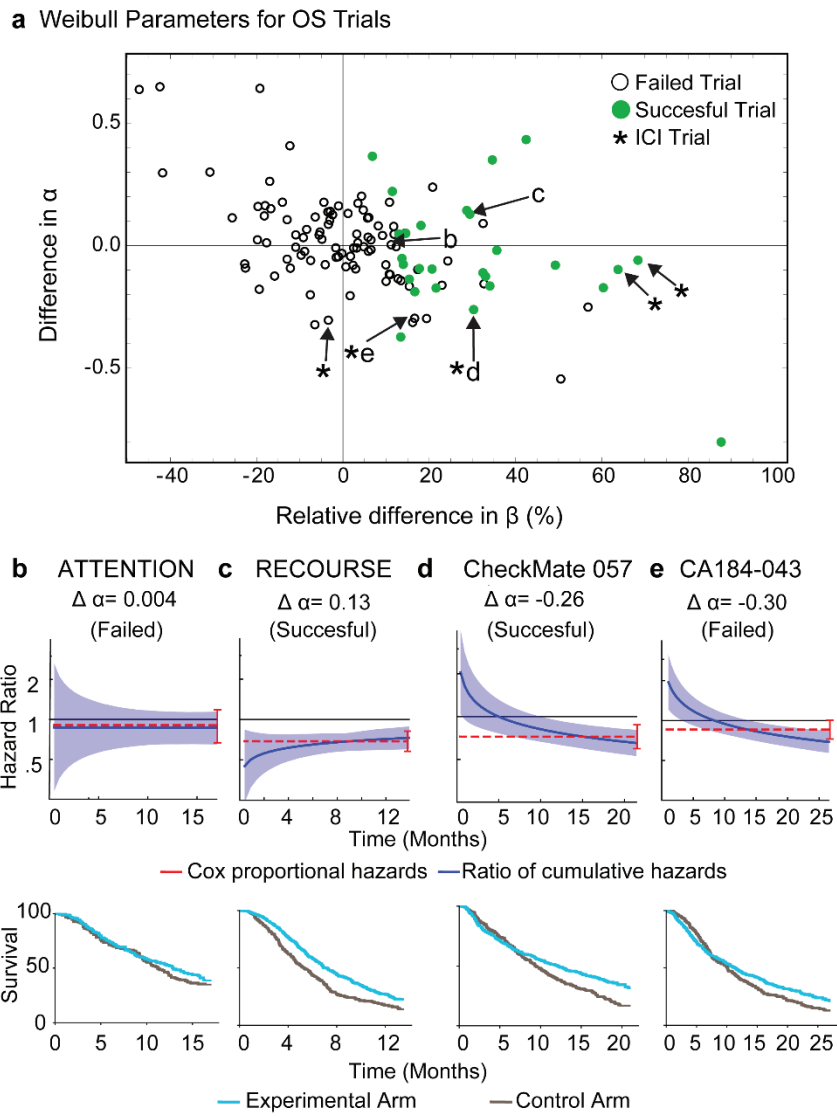 a Weibull Parameters for OS Trials
Failed Trial
Succesful Trial
* ICI Trial
0.5
0.0
-0.5
Difference in α
c
b
*
*
*e
*d
*
-40 -20 0 20 40 60 80 100
Relative difference in β (%)
b ATTENTION
Δ α= 0.004
(Failed)
c RECOURSE
Δ α= 0.13
(Succesful)
d CheckMate 057
Δ α= -0.26
(Succesful)
e CA184-043
Δ α= -0.30
(Failed)
Hazard Ratio
2
1
.5
0 5 10 15
0 4 8 12
0 5 10 15 20
0 5 10 15 20 25
Time (Months)
Cox proportional hazards
Ratio of cumulative hazards
Survival
100
50
0
0 5 10 15
0 4 8 12
0 5 10 15 20
0 5 10 15 20 25
Time (Months)
Time (Months)
Experimental Arm
Control Arm